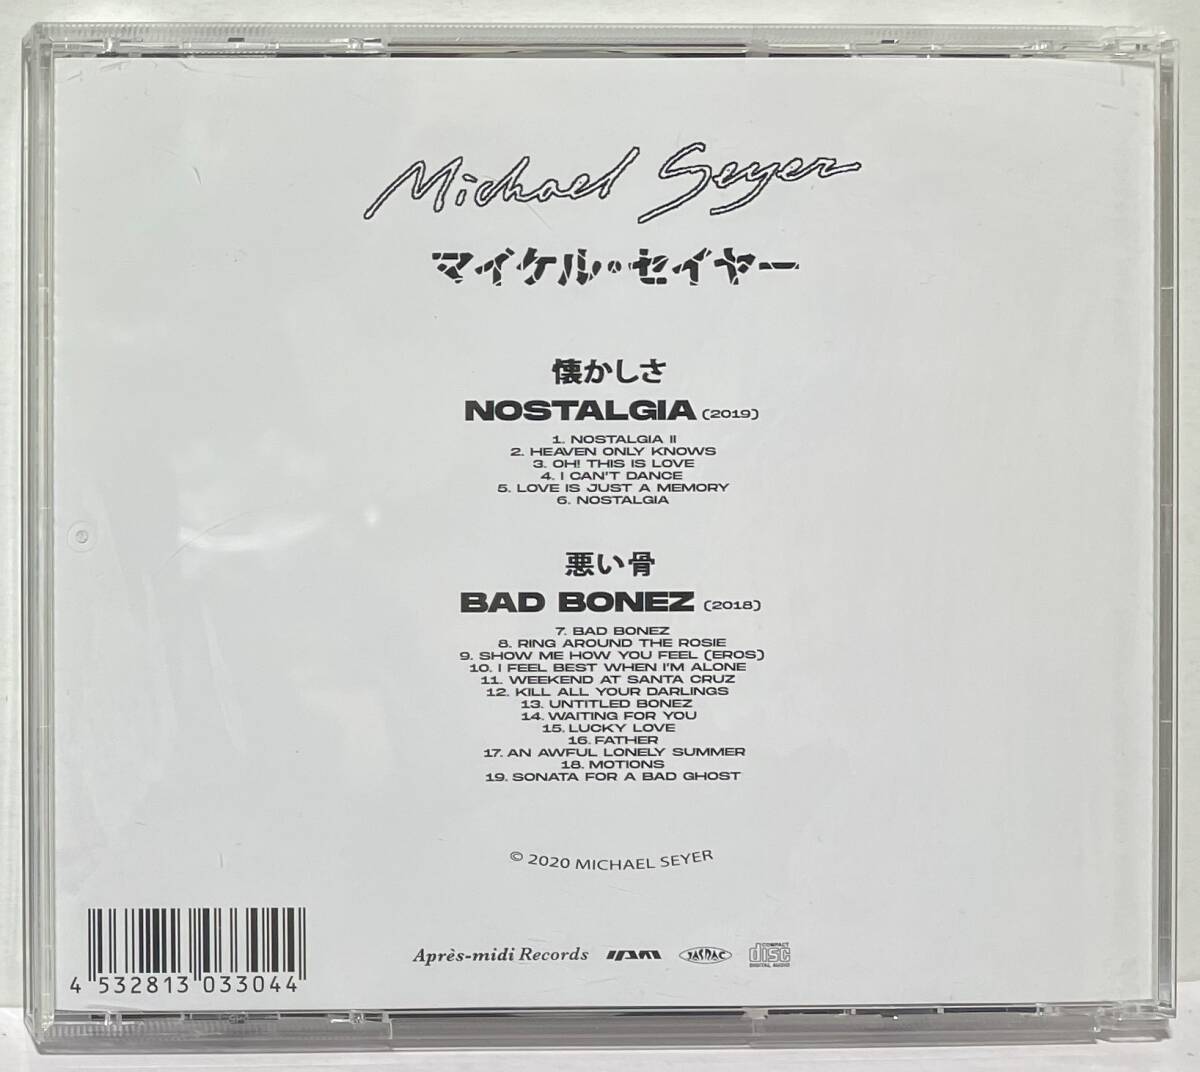 Michael Seyer
マイケル・セイヤー
懐かしさ
NOSTALGIA (2019)
1. NOSTALGIA II
2. HEAVEN ONLY KNOWS
3. OH! THIS IS LOVE
4. I CAN'T DANCE
5. LOVE IS JUST A MEMORY
6. NOSTALGIA
悪い骨
BAD BONEZ (2018)
7. BAD BONEZ
8. RING AROUND THE ROSIE
9. SHOW ME HOW YOU FEEL (EROS)
10. I FEEL BEST WHEN I'M ALONE
11. WEEKEND AT SANTA CRUZ
12. KILL ALL YOUR DARLINGS
13. UNTITLED BONEZ
14. WAITING FOR YOU
15. LUCKY LOVE
16. FATHER
17. AN AWFUL LONELY SUMMER
18. MOTIONS
19. SONATA FOR A BAD GHOST
© 2020 MICHAEL SEYER
Après-midi Records
JASRAC
COMPACT
disc
DIGITAL AUDIO
4 532813 033044